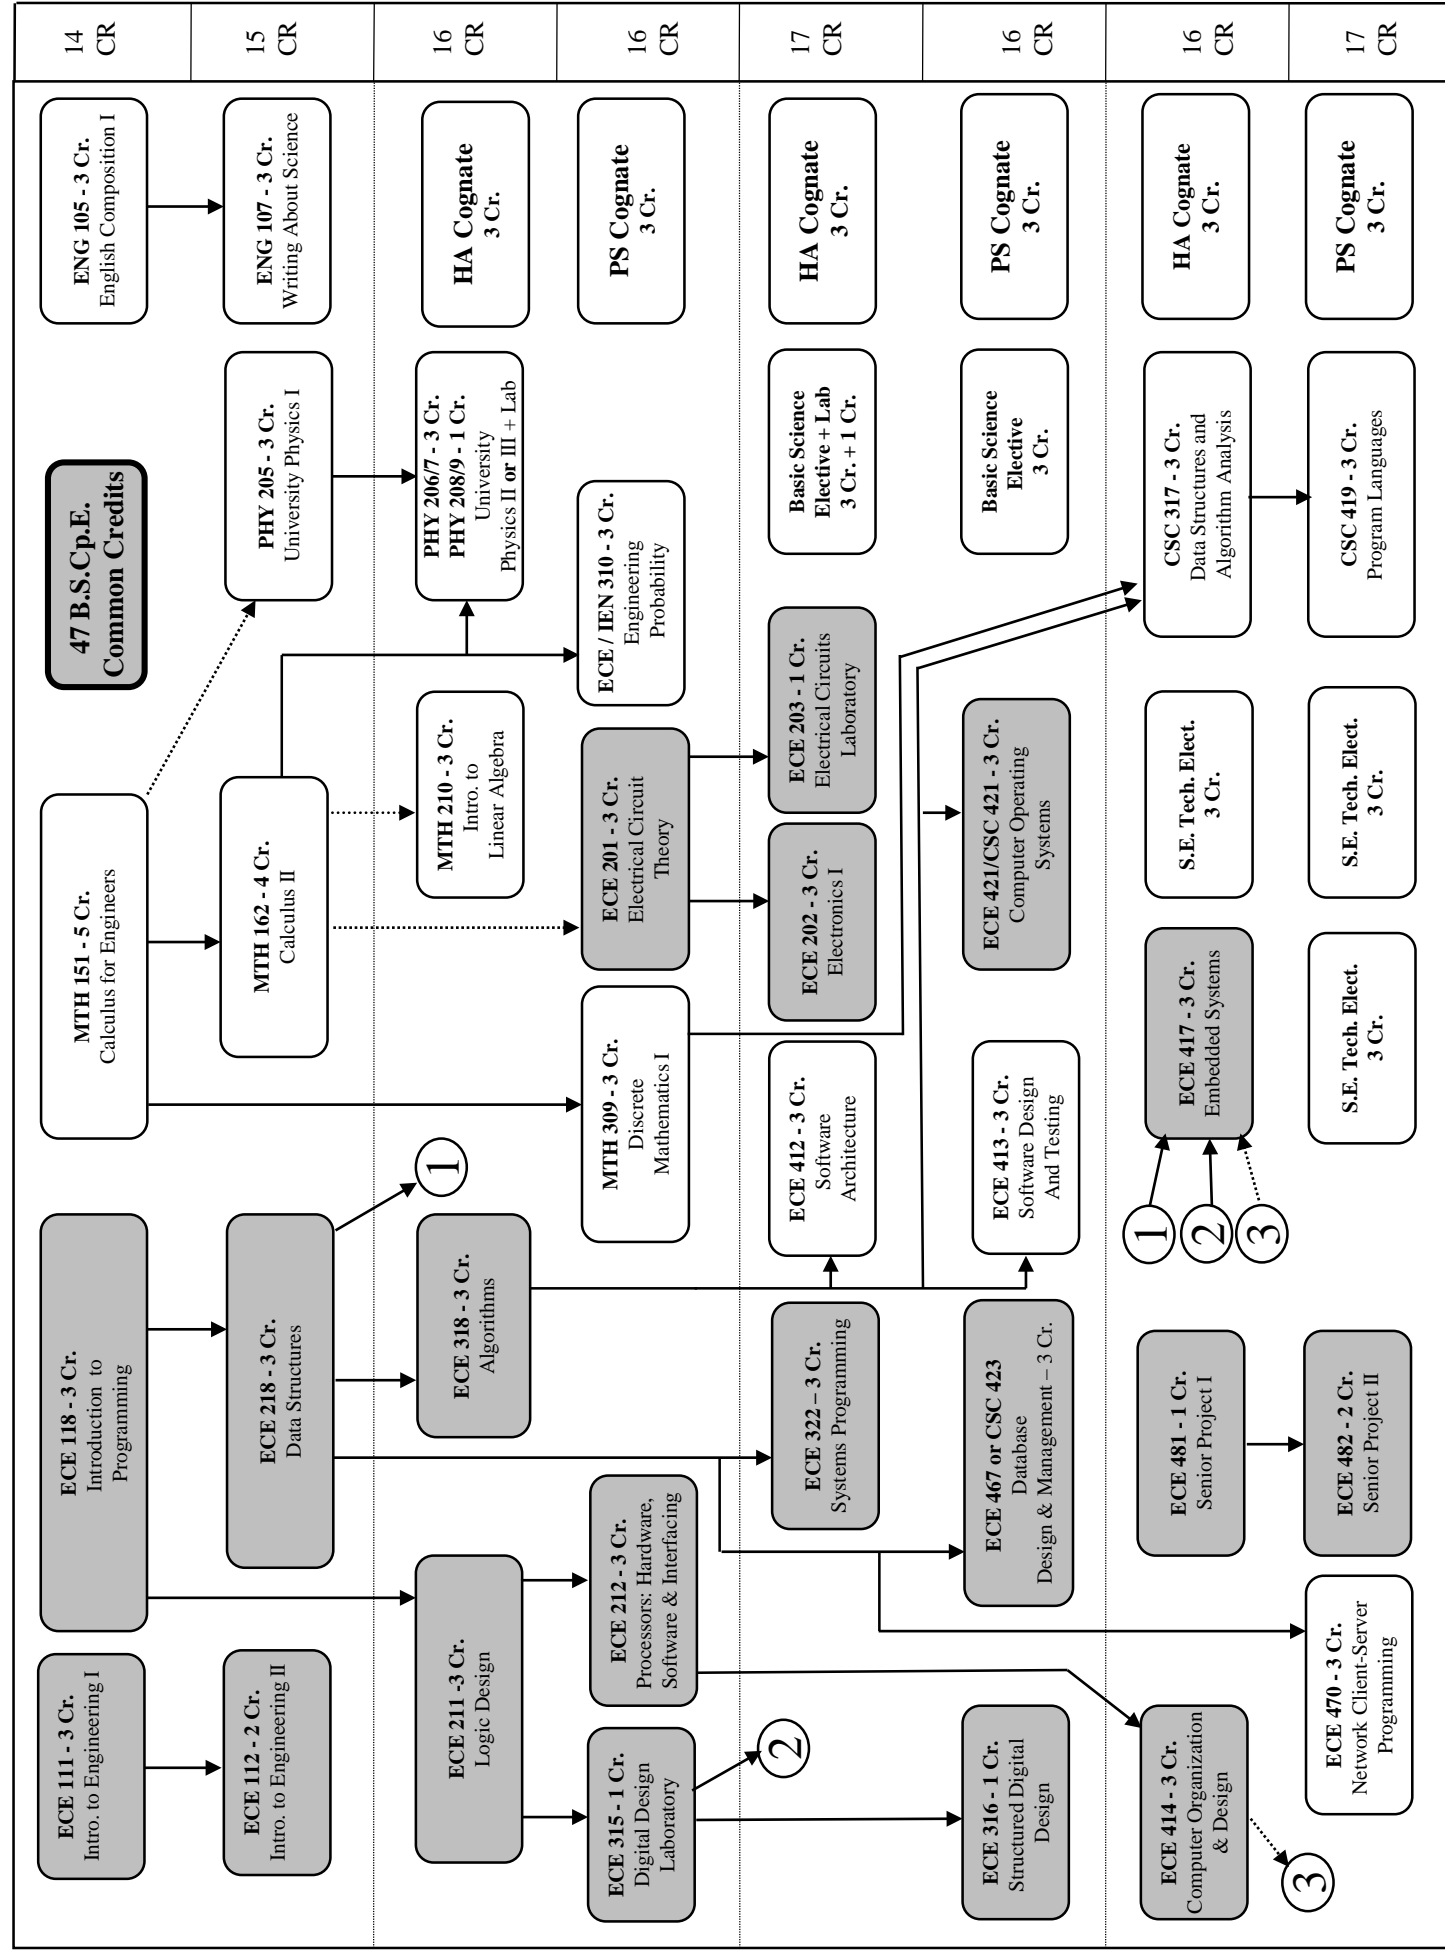 ECE 111 - 3 Cr.
Intro. to Engineering I
ECE 118 - 3 Cr.
Introduction to
Programming
MTH 151 - 5 Cr.
Calculus for Engineers
47 B.S.Cp.E.
Common Credits
ENG 105 - 3 Cr.
English Composition I
14
CR
ECE 112 - 2 Cr.
Intro. to Engineering II
ECE 218 - 3 Cr.
Data Structures
MTH 162 - 4 Cr.
Calculus II
PHY 205 - 3 Cr.
University Physics I
ENG 107 - 3 Cr.
Writing About Science
15
CR
ECE 211 -3 Cr.
Logic Design
ECE 318 - 3 Cr.
Algorithms
1
MTH 210 - 3 Cr.
Intro. to
Linear Algebra
PHY 206/7 - 3 Cr.
PHY 208/9 - 1 Cr.
University
Physics II or III + Lab
HA Cognate
3 Cr.
16
CR
ECE 315 - 1 Cr.
Digital Design
Laboratory
ECE 212 - 3 Cr.
Processors: Hardware,
Software & Interfacing
MTH 309 - 3 Cr.
Discrete
Mathematics I
ECE 201 - 3 Cr.
Electrical Circuit
Theory
ECE / IEN 310 - 3 Cr.
Engineering
Probability
PS Cognate
3 Cr.
16
CR
2
ECE 322 – 3 Cr.
Systems Programming
ECE 412 - 3 Cr.
Software
Architecture
ECE 202 - 3 Cr.
Electronics I
ECE 203 - 1 Cr.
Electrical Circuits
Laboratory
Basic Science
Elective + Lab
3 Cr. + 1 Cr.
HA Cognate
3 Cr.
17
CR
ECE 316 - 1 Cr.
Structured Digital
Design
ECE 467 or CSC 423
Database
Design & Management – 3 Cr.
ECE 413 - 3 Cr.
Software Design
And Testing
ECE 421/CSC 421 - 3 Cr.
Computer Operating
Systems
Basic Science
Elective
3 Cr.
PS Cognate
3 Cr.
16
CR
ECE 414 - 3 Cr.
Computer Organization
& Design
3
ECE 481 - 1 Cr.
Senior Project I
1
2
3
ECE 417 - 3 Cr.
Embedded Systems
S.E. Tech. Elect.
3 Cr.
CSC 317 - 3 Cr.
Data Structures and
Algorithm Analysis
HA Cognate
3 Cr.
16
CR
ECE 470 - 3 Cr.
Network Client-Server
Programming
ECE 482 - 2 Cr.
Senior Project II
S.E. Tech. Elect.
3 Cr.
S.E. Tech. Elect.
3 Cr.
CSC 419 - 3 Cr.
Program Languages
PS Cognate
3 Cr.
17
CR